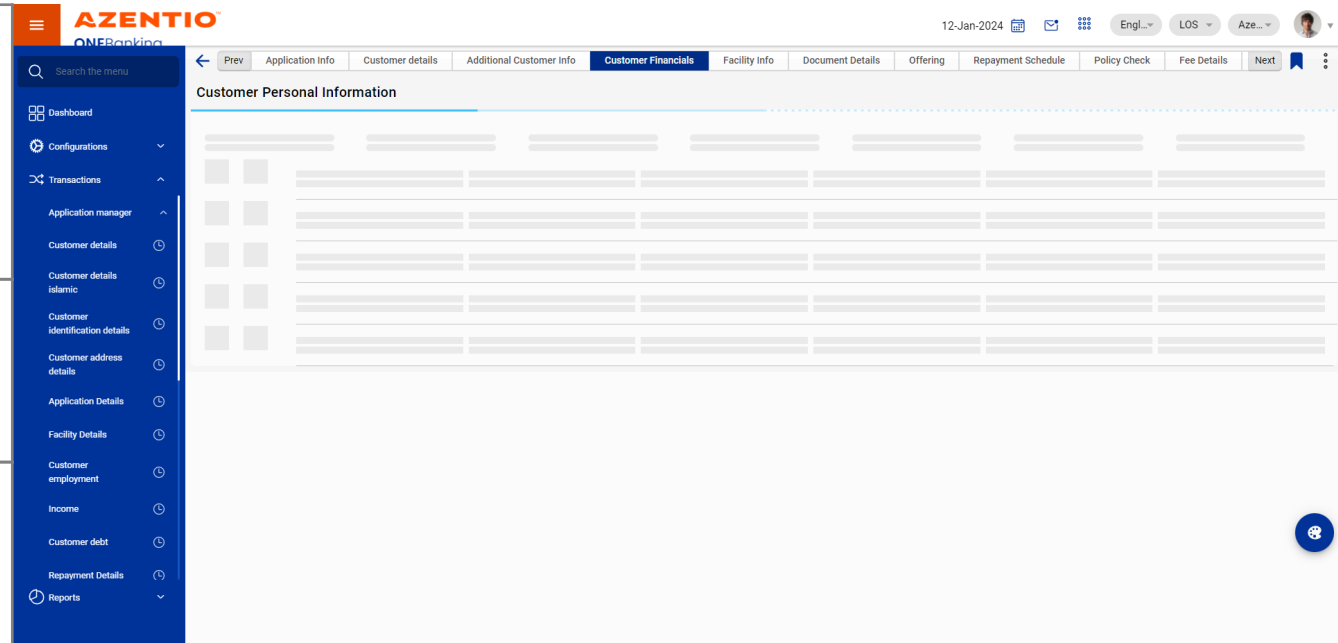 AZENTIO
ONEBanking
12-Jan-2024
Engl...
LOS
Aze...
Search the menu
Prev
Application Info
Customer details
Additional Customer Info
Customer Financials
Facility Info
Document Details
Offering
Repayment Schedule
Policy Check
Fee Details
Next
Customer Personal Information
Dashboard
Configurations
Transactions
Application manager
Customer details
Customer details
islamic
Customer
identification details
Customer address
details
Application Details
Facility Details
Customer
employment
Income
Customer debt
Repayment Details
Reports